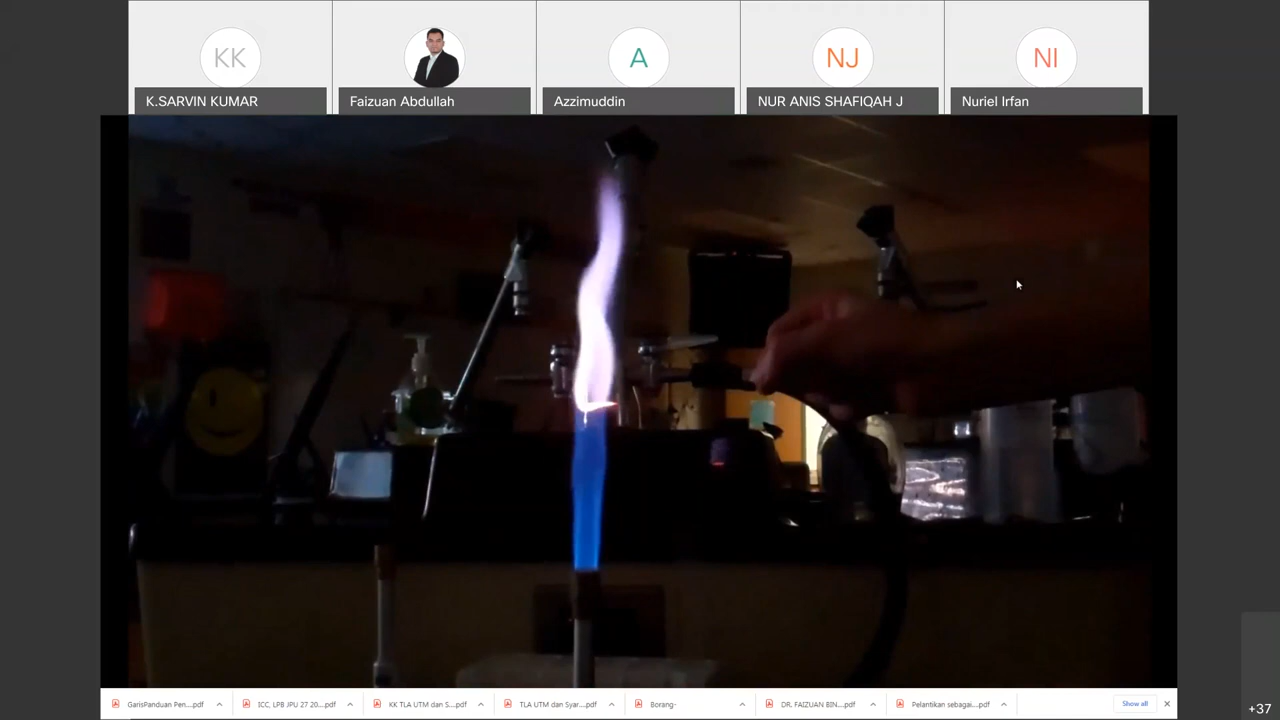 KK
A
NJ
NI
K.SARVIN KUMAR
Faizuan Abdullah
Azzimuddin
NUR ANIS SHAFIQAH J
Nuriel Irfan
GarisPanduan Pen....pdf
ICC, LPB JPU 27 20....pdf
KK TLA UTM dan S....pdf
TLA UTM dan Syar....pdf
Borang-
DR. FAIZUAN BIN....pdf
Pelantikan sebagai....pdf
Show all
+37